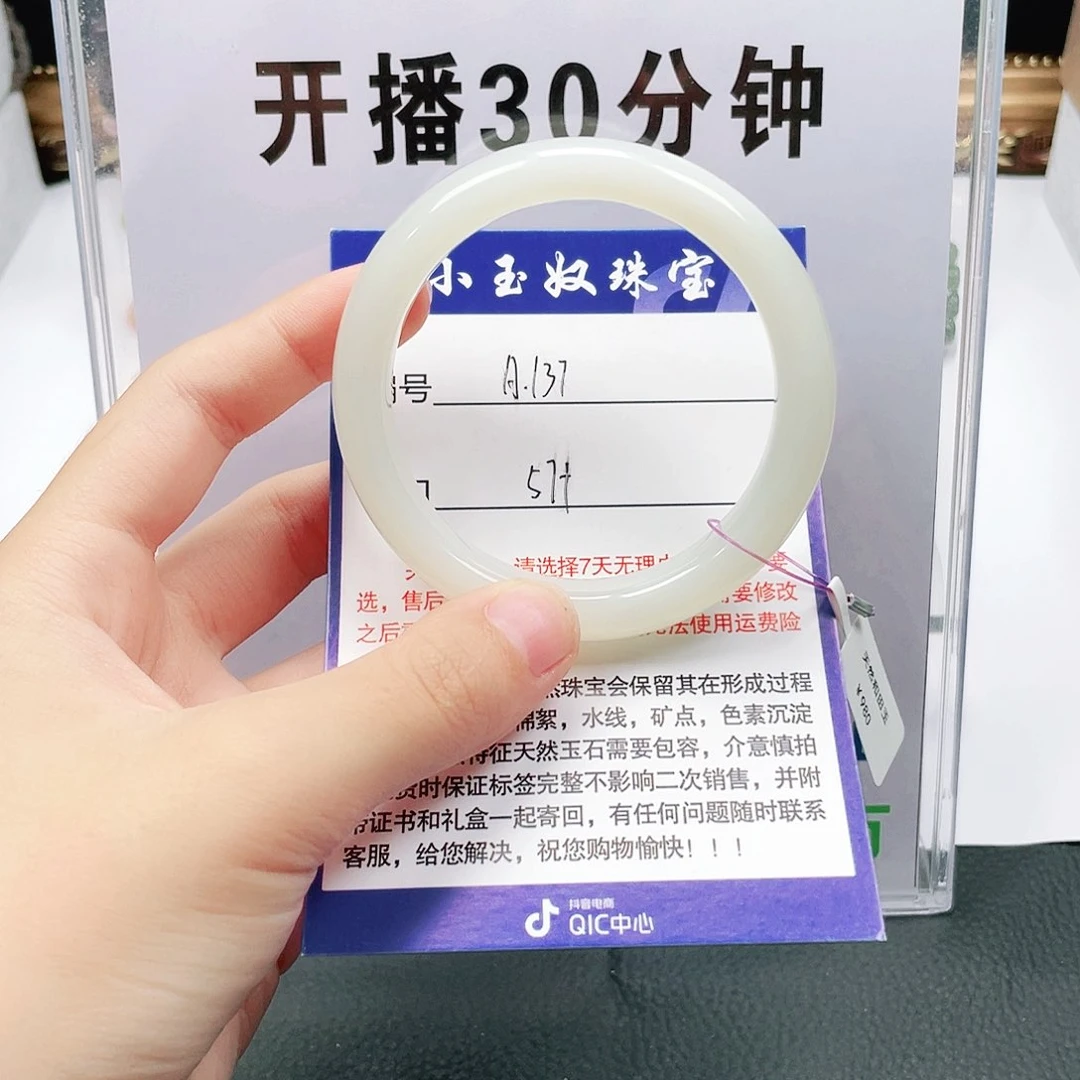 开播30分钟
小玉奴珠宝
号 A.137
57+
请选择7天无理
选，售后 需要修改
之后 法使用运费险
珠宝会保留其在形成过程
棉絮，水线，矿点，色素沉淀
特征天然玉石需要包容，介意慎拍
货时保证标签完整不影响二次销售，并附
带证书和礼盒一起寄回，有任何问题随时联系
客服，给您解决，祝您购物愉快！！！
抖音电商
QIC中心